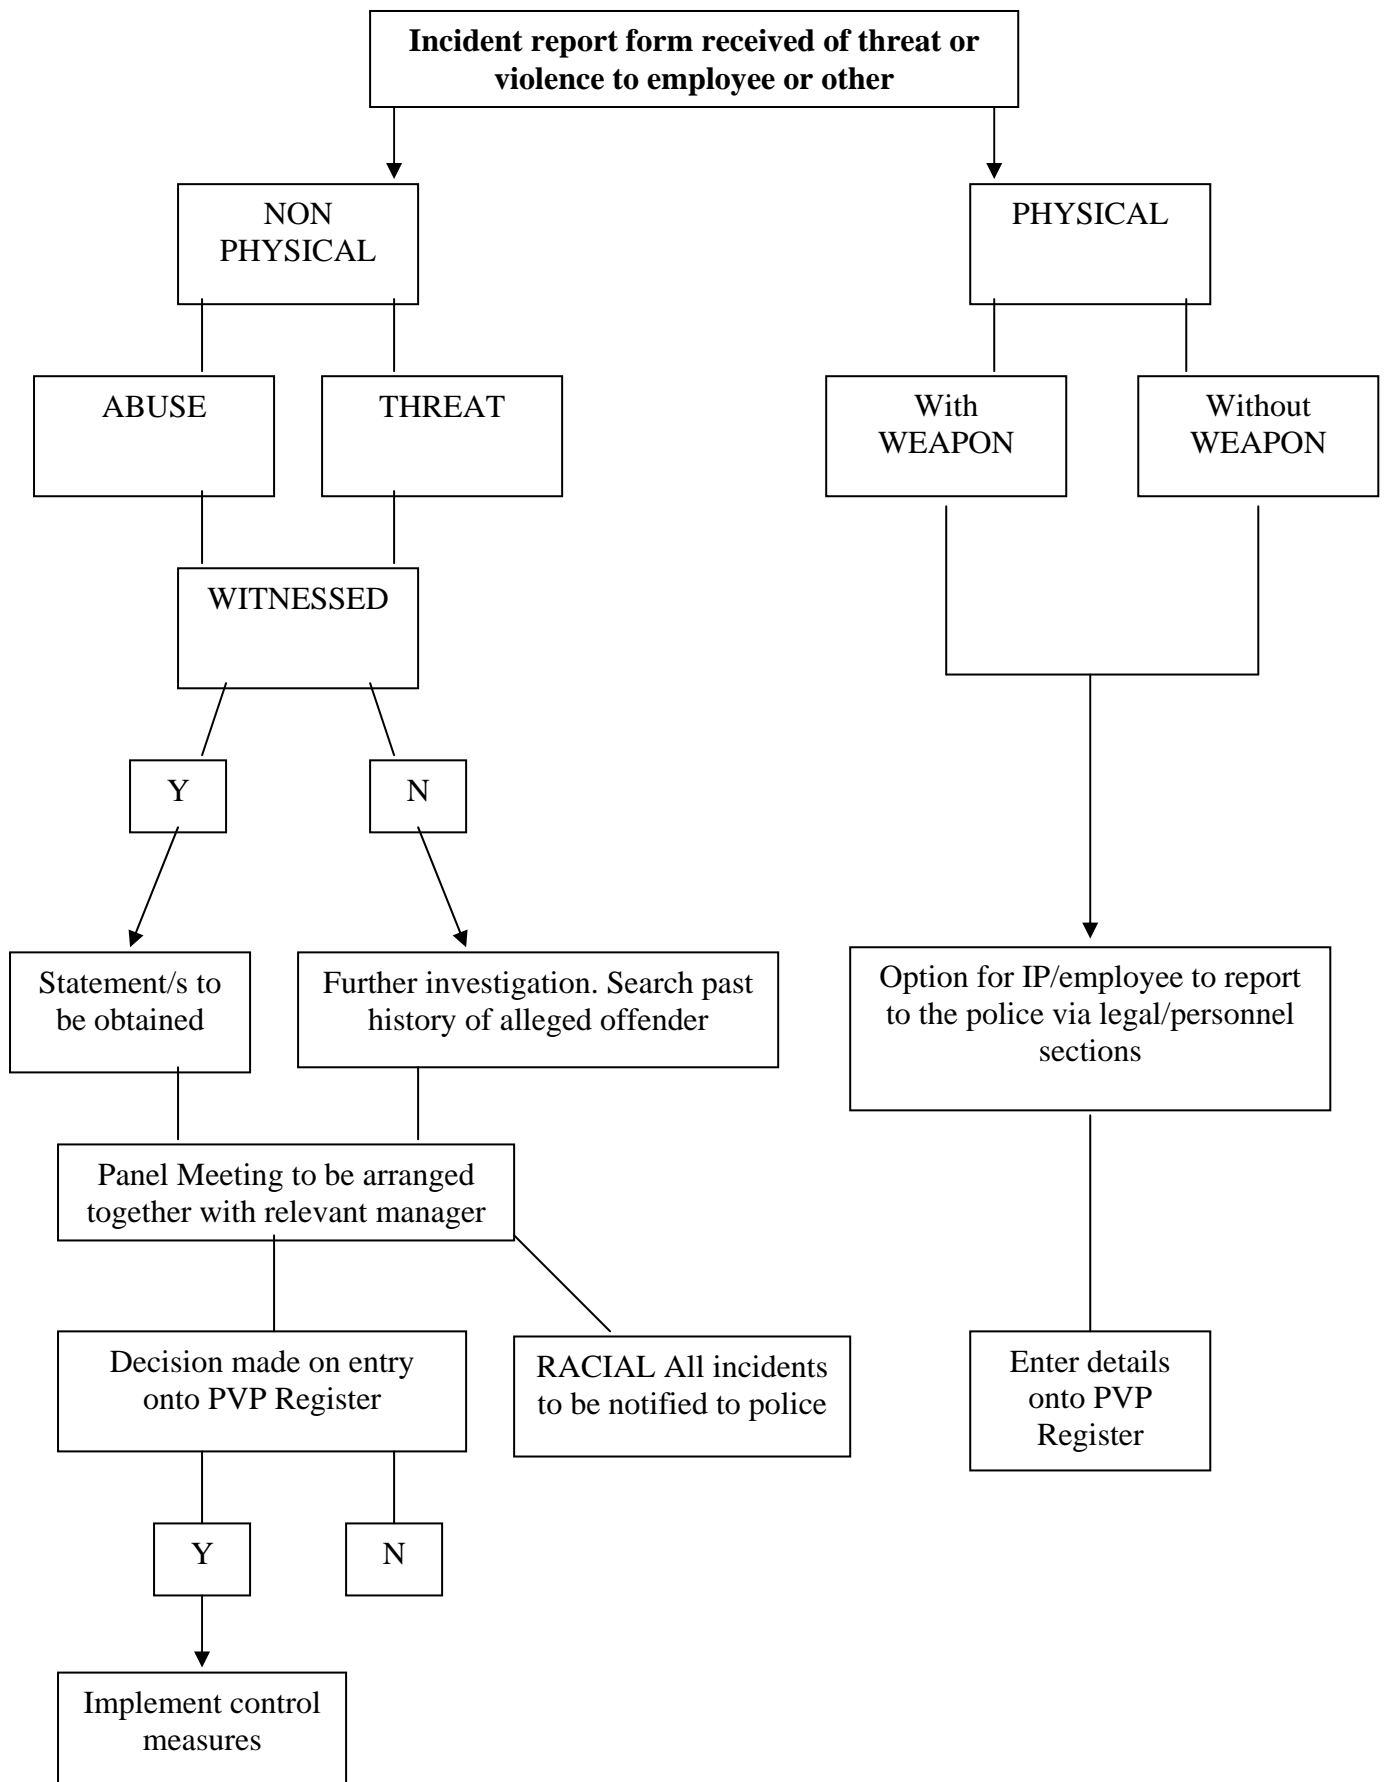 Incident report form received of threat or
violence to employee or other
NON
PHYSICAL
PHYSICAL
ABUSE
THREAT
With
WEAPON
Without
WEAPON
WITNESSED
Y
N
Statement/s to
be obtained
Further investigation. Search past
history of alleged offender
Option for IP/employee to report
to the police via legal/personnel
sections
Panel Meeting to be arranged
together with relevant manager
Decision made on entry
onto PVP Register
RACIAL All incidents
to be notified to police
Enter details
onto PVP
Register
Y
N
Implement control
measures